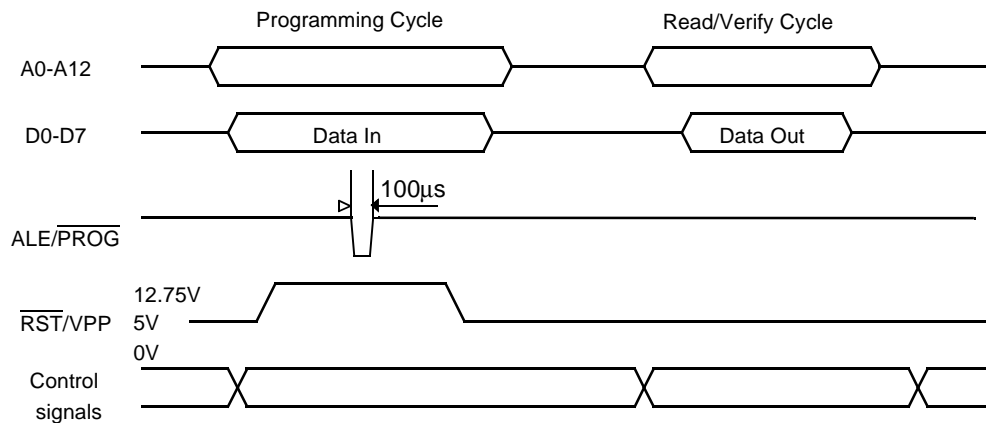 Programming Cycle
Read/Verify Cycle
A0-A12
D0-D7
Data In
Data Out
100μs
ALE/PROG
12.75V
RST/VPP
5V
0V
Control
signals